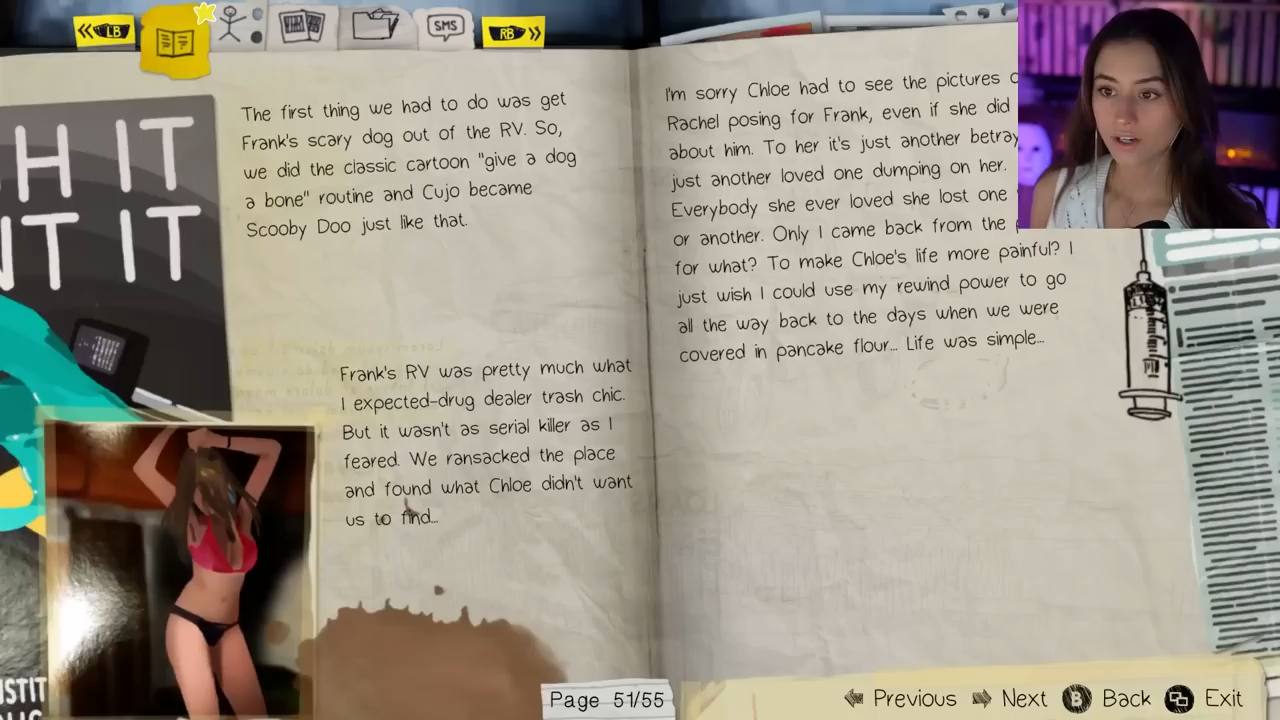 LB
SMS
RB
H IT
NT IT
The first thing we had to do was get
Frank's scary dog out of the RV. So,
we did the classic cartoon "give a dog
a bone" routine and Cujo became
Scooby Doo just like that.
Frank's RV was pretty much what
I expected-drug dealer trash chic.
But it wasn't as serial killer as I
feared. We ransacked the place
and found what Chloe didn't want
us to find...
I'm sorry Chloe had to see the pictures
Rachel posing for Frank, even if she did
about him. To her it's just another betray
just another loved one dumping on her.
Everybody she ever loved she lost one
or another. Only I came back from the
for what? To make Chloe's life more painful? I
just wish I could use my rewind power to go
all the way back to the days when we were
covered in pancake flour... Life was simple...
Page 51/55
Previous
Next
B Back
Exit